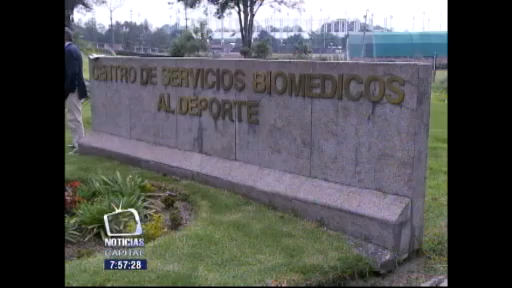 CENTRO DE SERVICIOS BIOMEDICOS
AL DEPORTE
NOTICIAS
CAPITAL
7:57:28